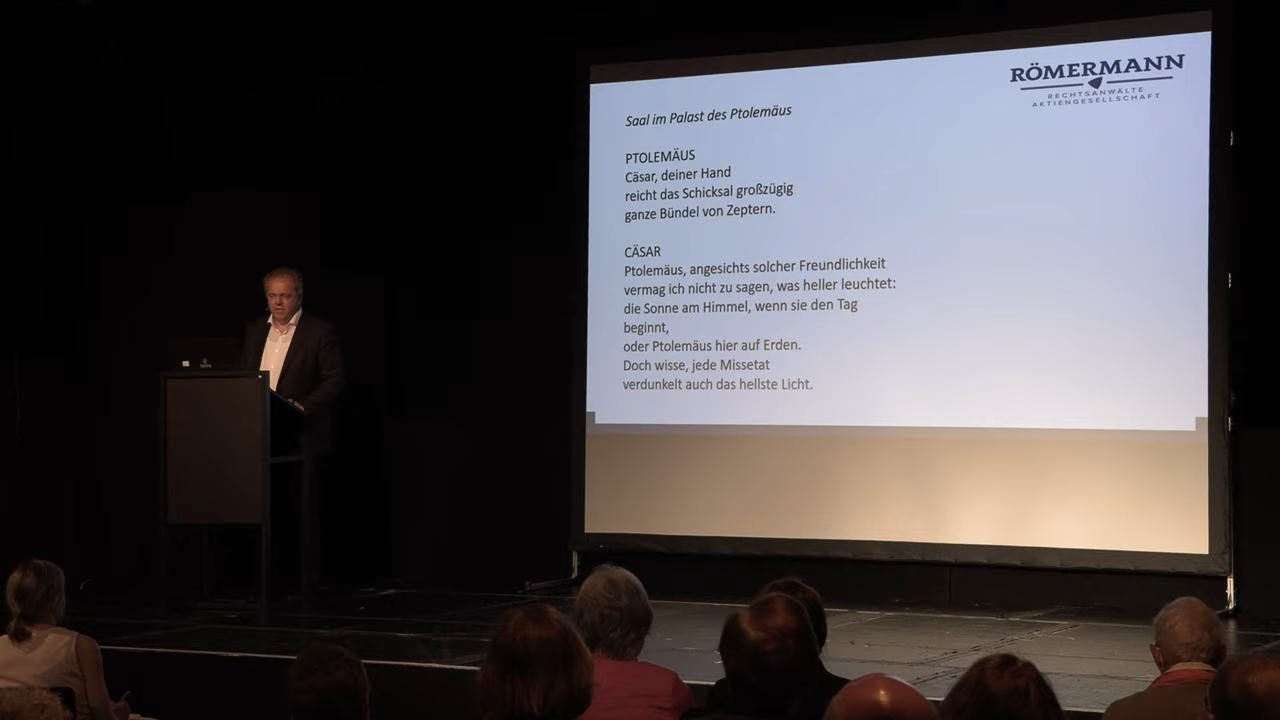 RÖMERMANN
RECHTSANWÄLTE
AKTIENGESELLSCHAFT
Saal im Palast des Ptolemäus
PTOLEMÄUS
Cäsar, deiner Hand
reicht das Schicksal großzügig
ganze Bündel von Zeptern.
CÄSAR
Ptolemäus, angesichts solcher Freundlichkeit
vermag ich nicht zu sagen, was heller leuchtet:
die Sonne am Himmel, wenn sie den Tag
beginnt,
oder Ptolemäus hier auf Erden.
Doch wisse, jede Missetat
verdunkelt auch das hellste Licht.